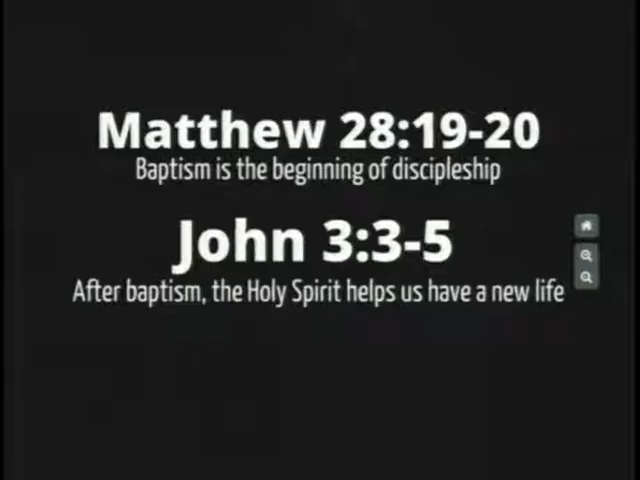 Matthew 28:19-20
Baptism is the beginning of discipleship
John 3:3-5
After baptism, the Holy Spirit helps us have a new life